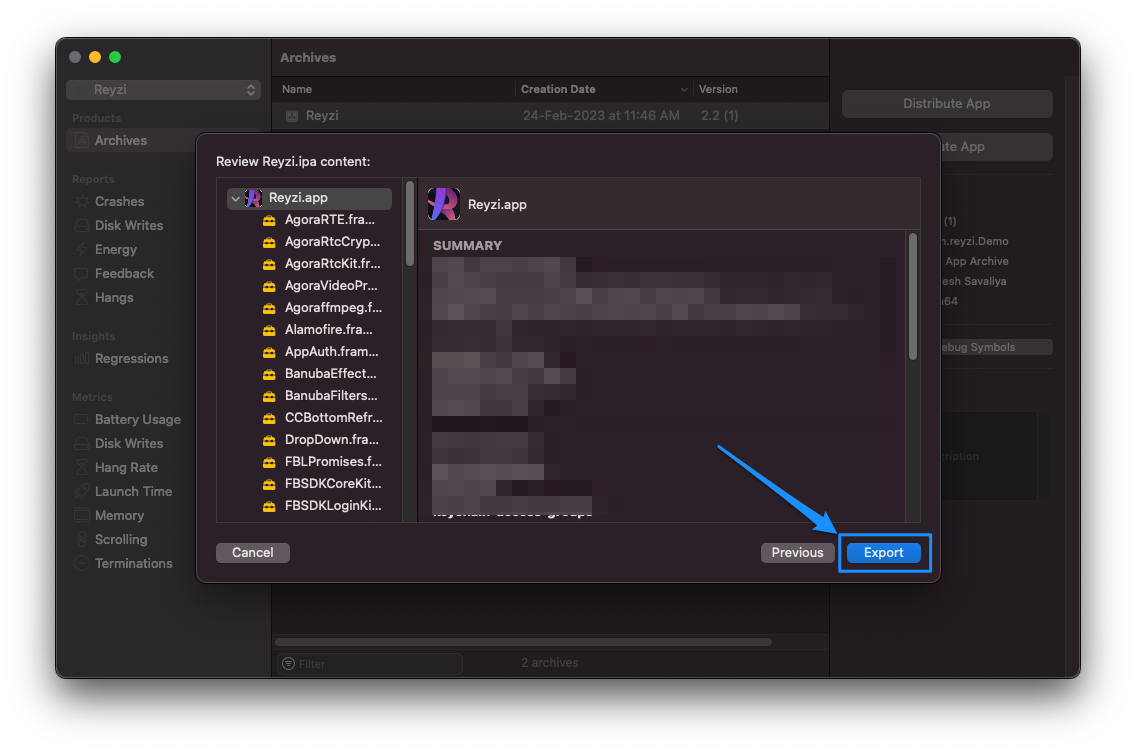 Archives
Reyzi
Name
Creation Date
Version
Distribute App
Reyzi
24-Feb-2023 at 11:46 AM
2.2 (1)
Products
Archives
ate App
Review Reyzi.ipa content:
Reports
Crashes
Disk Writes
Energy
Feedback
Hangs
Insights
Regressions
Metrics
Battery Usage
Disk Writes
Hang Rate
Launch Time
Memory
Scrolling
Terminations
Reyzi.app
AgoraRTE.fra...
AgoraRtcCryp...
AgoraRtcKit.fr...
AgoraVideoPr...
Agoraffmpeg.f...
Alamofire.fra...
AppAuth.fram...
BanubaEffect...
BanubaFilters...
CCBottomRefr...
DropDown.fra...
FBLPromises.f...
FBSDKCoreKit...
FBSDKLoginKi...
Reyzi.app
SUMMARY
keychain-access-groups
Cancel
Previous
Export
(1)
n.reyzi.Demo
App Archive
esh Savaliya
n64
ebug Symbols
cription
Filter
2 archives